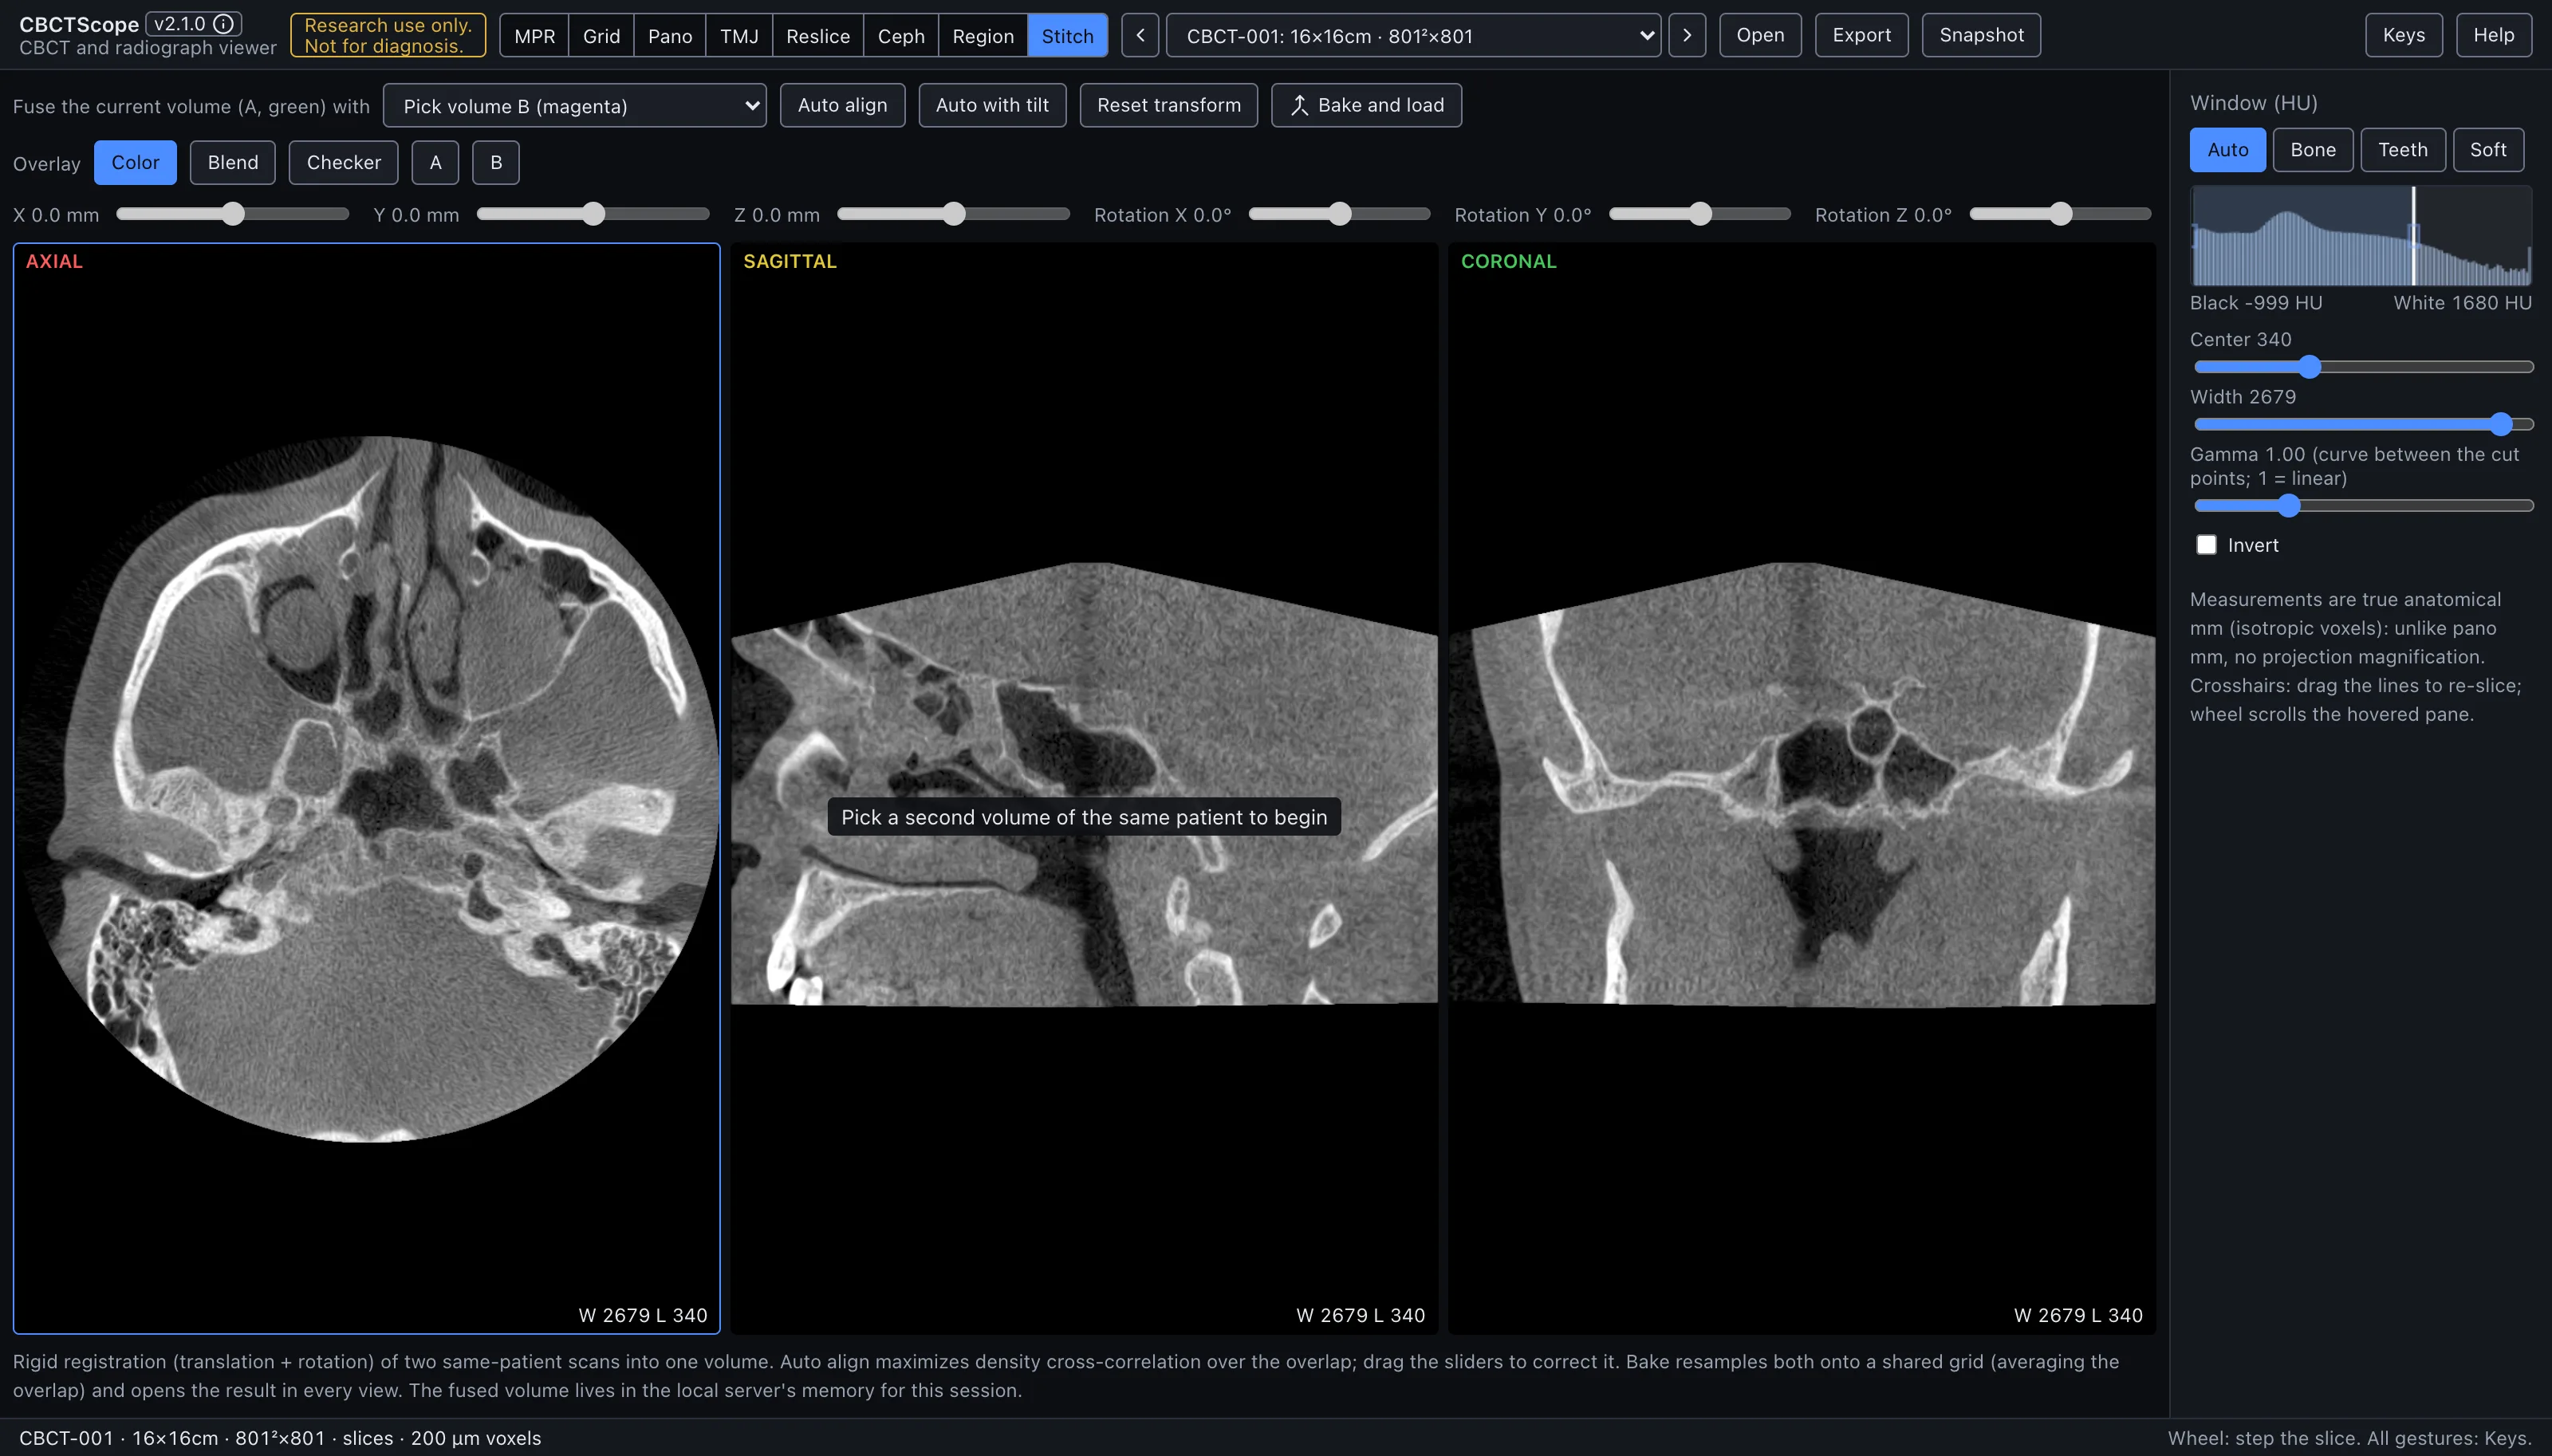 CBCTScope v2.1.0
CBCT and radiograph viewer
Research use only.
Not for diagnosis.
MPR Grid Pano TMJ Reslice Ceph Region Stitch
CBCT-001: 16×16cm · 801²×801
Open Export Snapshot Keys Help
Fuse the current volume (A, green) with Pick volume B (magenta) Auto align Auto with tilt Reset transform Bake and load
Overlay Color Blend Checker A B
X 0.0 mm Y 0.0 mm Z 0.0 mm Rotation X 0.0° Rotation Y 0.0° Rotation Z 0.0°
AXIAL
W 2679 L 340
SAGITTAL
Pick a second volume of the same patient to begin
W 2679 L 340
CORONAL
W 2679 L 340
Window (HU)
Auto Bone Teeth Soft
Black -999 HU White 1680 HU
Center 340
Width 2679
Gamma 1.00 (curve between the cut
points; 1 = linear)
Invert
Measurements are true anatomical
mm (isotropic voxels): unlike pano
mm, no projection magnification.
Crosshairs: drag the lines to re-slice;
wheel scrolls the hovered pane.
Rigid registration (translation + rotation) of two same-patient scans into one volume. Auto align maximizes density cross-correlation over the overlap; drag the sliders to correct it. Bake resamples both onto a shared grid (averaging the
overlap) and opens the result in every view. The fused volume lives in the local server's memory for this session.
CBCT-001 · 16×16cm · 801²×801 · slices · 200 µm voxels
Wheel: step the slice. All gestures: Keys.